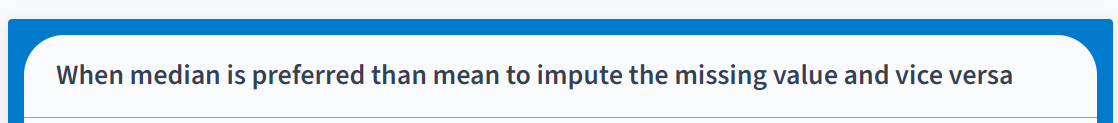 When median is preferred than mean to impute the missing value and vice versa